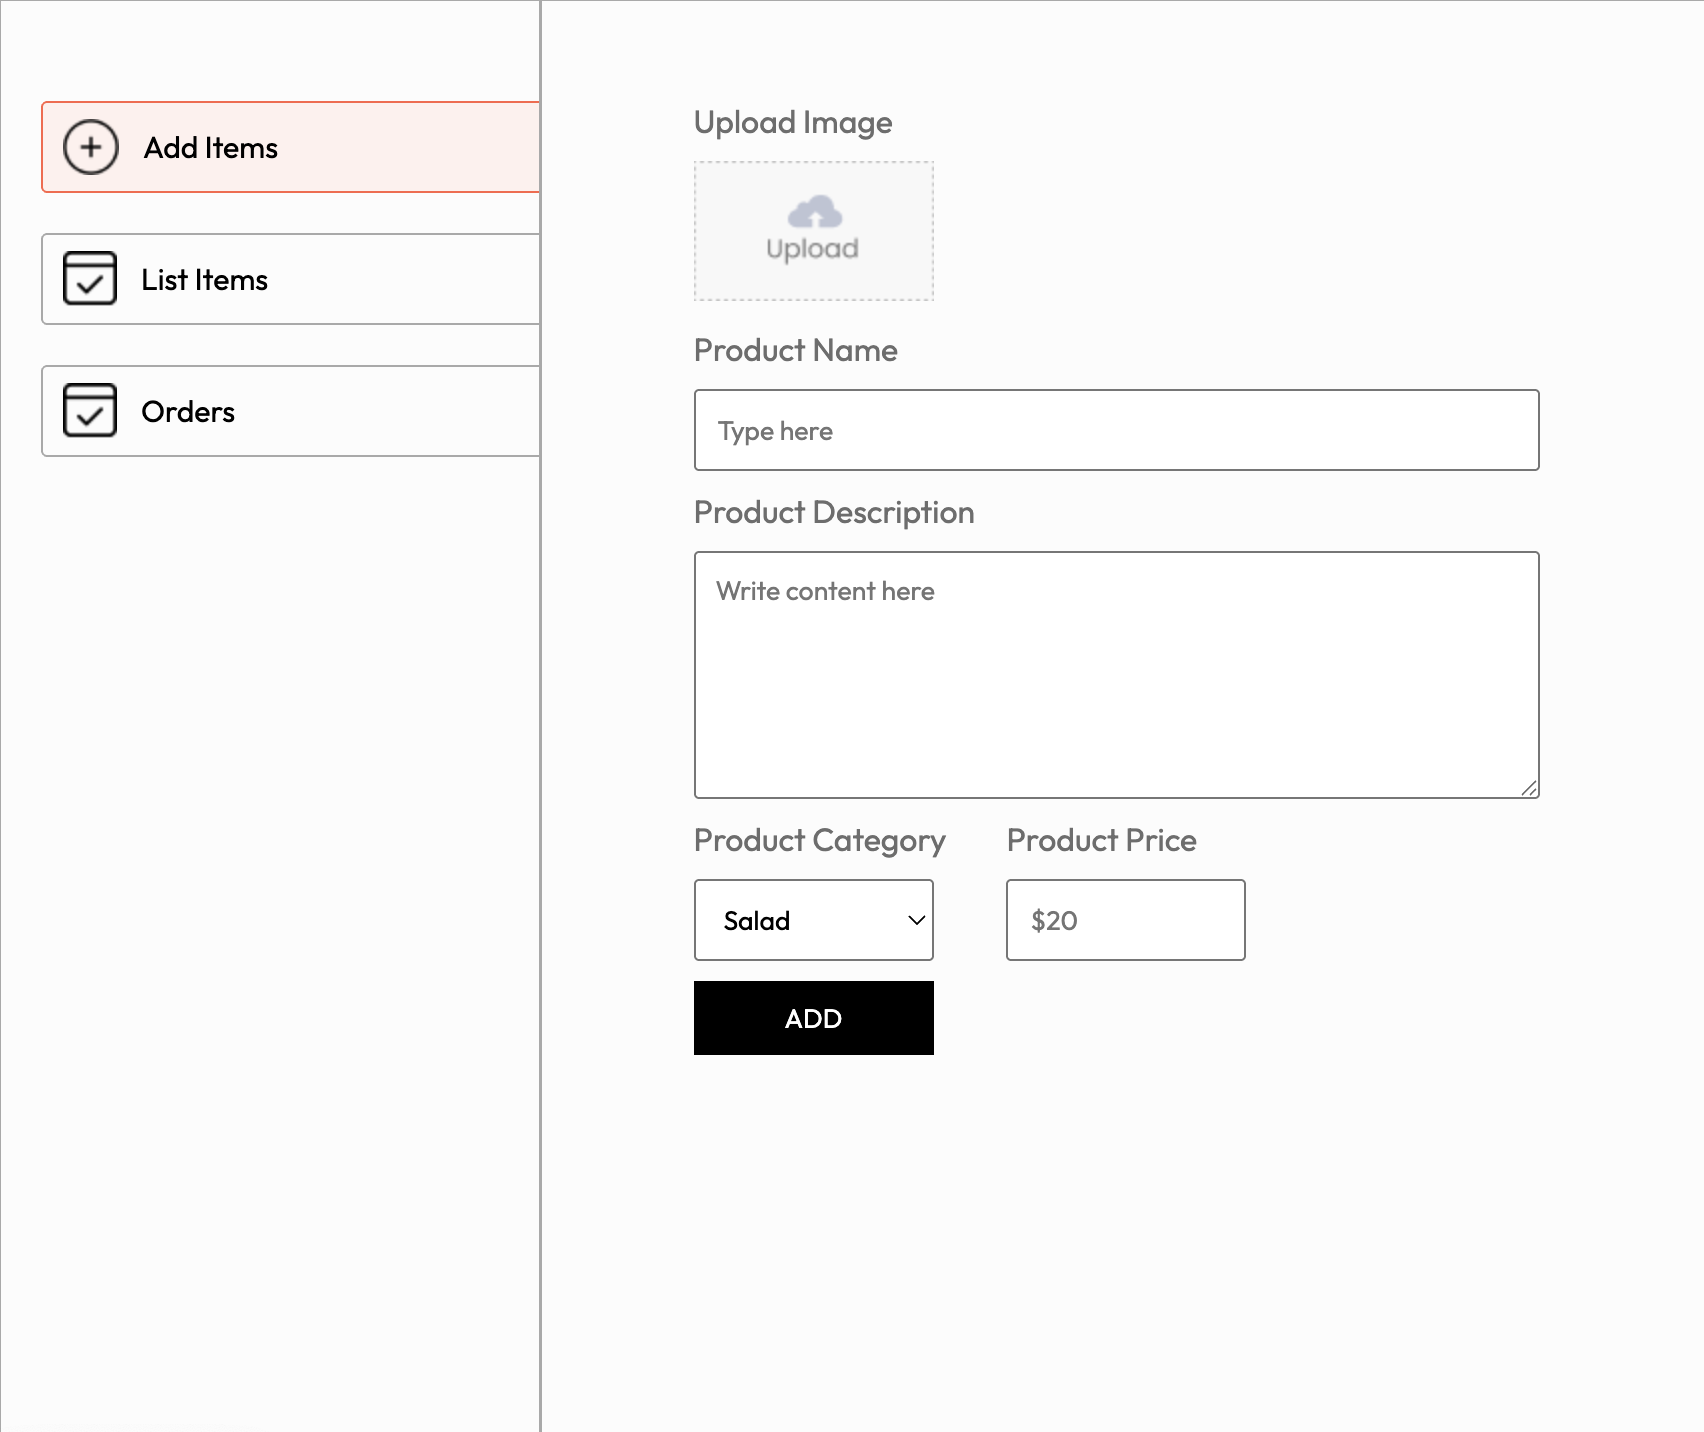 Add Items
List Items
Orders
Upload Image
Upload
Product Name
Type here
Product Description
Write content here
Product Category
Product Price
Salad
$20
ADD